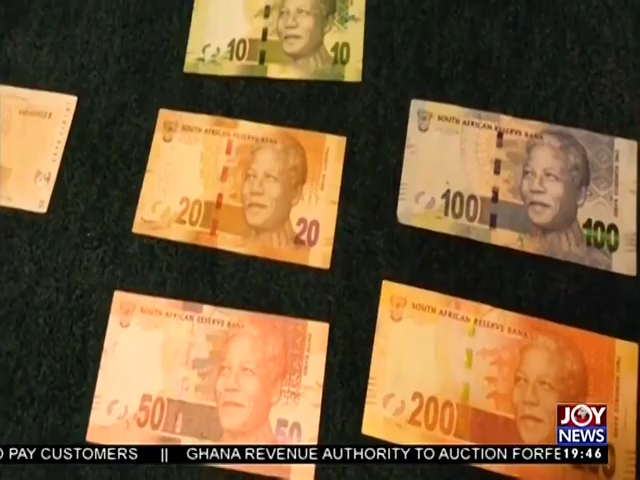 10 10
SOUTH AFRICAN RESERVE BANK
20 20
SOUTH AFRICAN RESERVE BANK
100 100
SOUTH AFRICAN RESERVE BANK
50 50
SOUTH AFRICAN RESERVE BANK
200
JOY
NEWS
O PAY CUSTOMERS || GHANA REVENUE AUTHORITY TO AUCTION FORFE 19:46